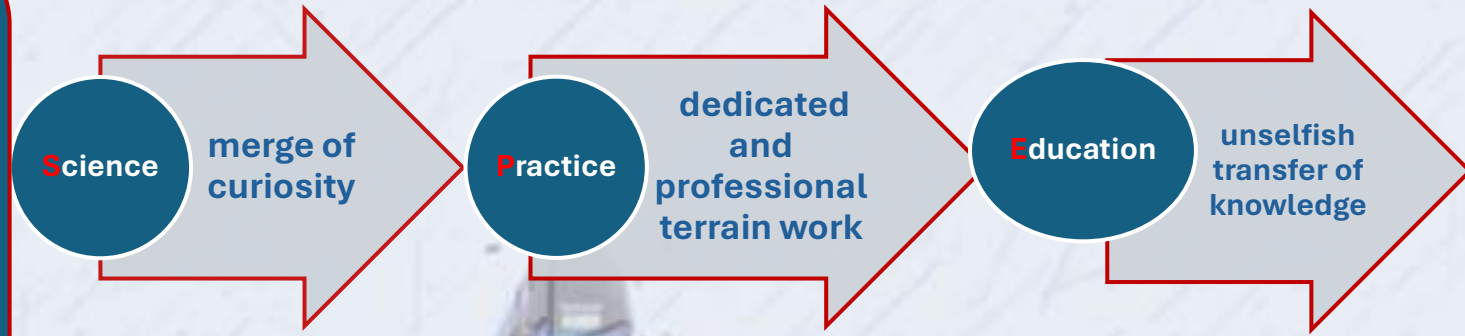 Science
merge of
curiosity
Practice
dedicated
and
professional
terrain work
Education
unselfish
transfer of
knowledge